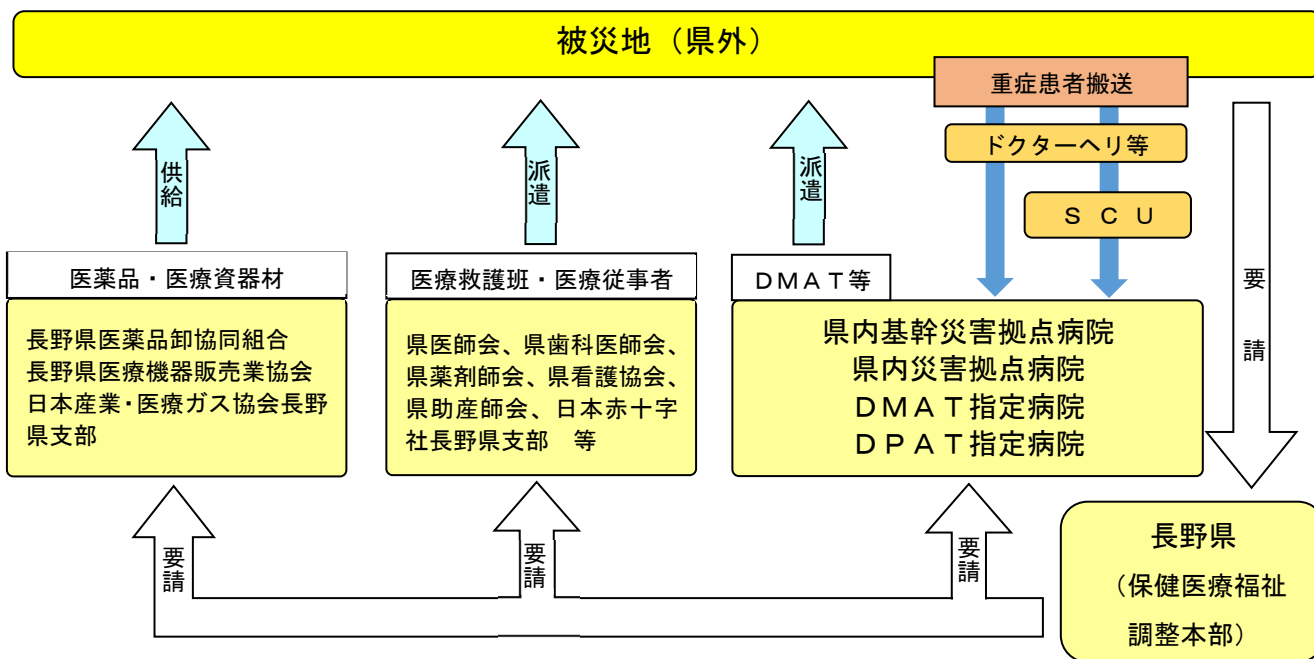 被災地（県外）
重症患者搬送
ドクターヘリ等
ＳＣＵ
供給
派遣
派遣
要請
医薬品・医療資器材
長野県医薬品卸協同組合
長野県医療機器販売業協会
日本産業・医療ガス協会長野
県支部
医療救護班・医療従事者
県医師会、県歯科医師会、
県薬剤師会、県看護協会、
県助産師会、日本赤十字
社長野県支部　等
ＤＭＡＴ等
県内基幹災害拠点病院
県内災害拠点病院
ＤＭＡＴ指定病院
ＤＰＡＴ指定病院
要請
要請
要請
長野県
（保健医療福祉
調整本部）